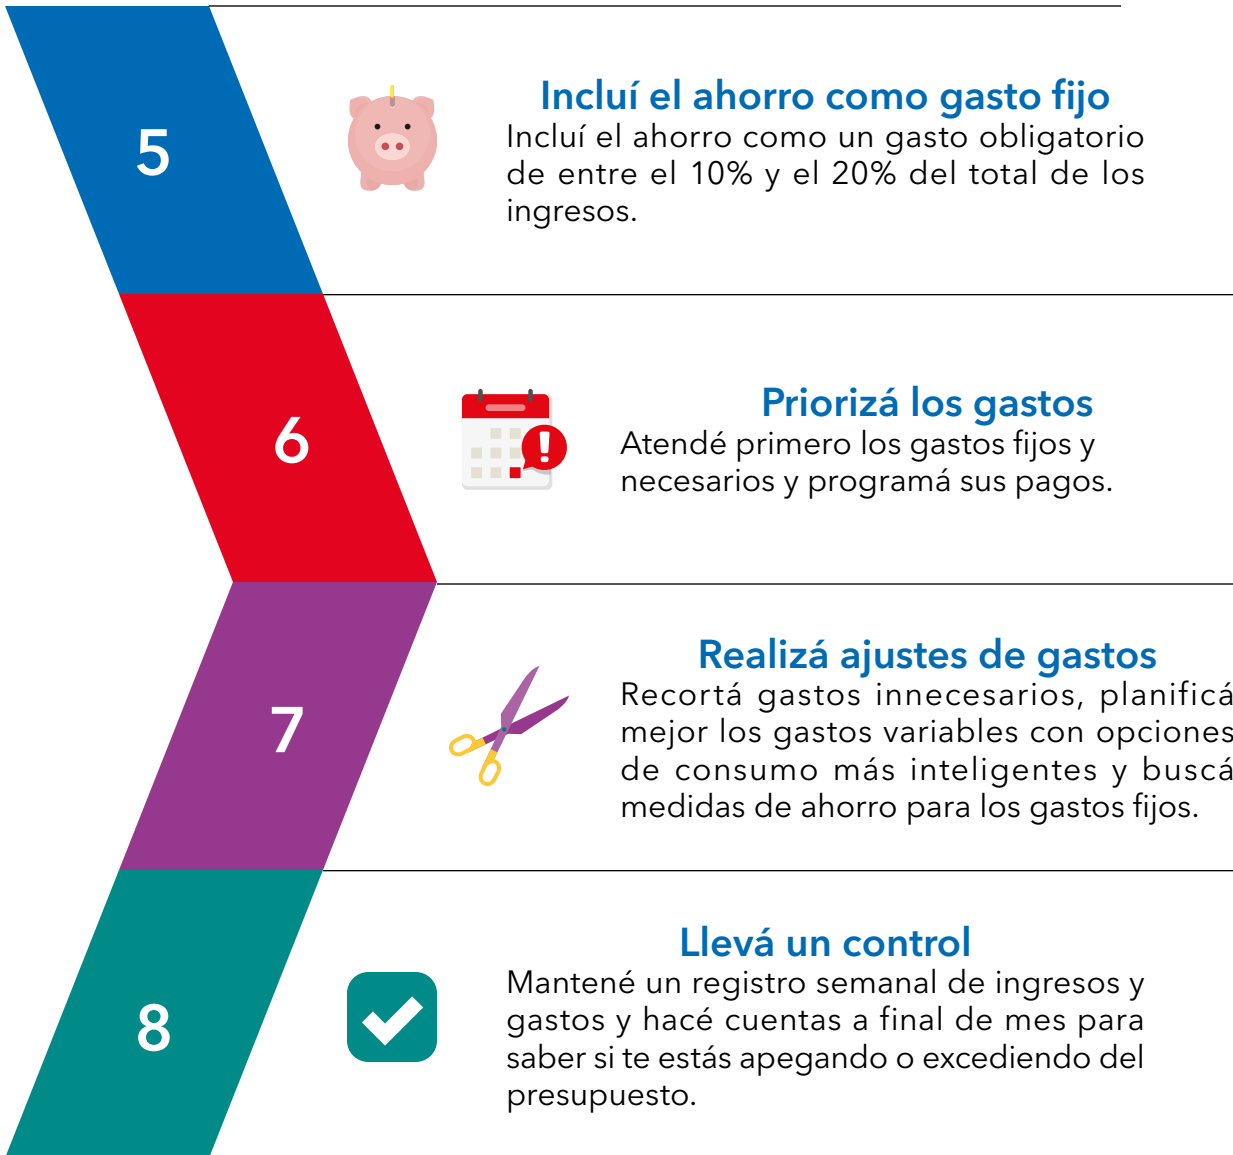 5
Incluí el ahorro como gasto fijo
Incluí el ahorro como un gasto obligatorio
de entre el 10% y el 20% del total de los
ingresos.
6
Priorizá los gastos
Atendé primero los gastos fijos y
necesarios y programá sus pagos.
7
Realizá ajustes de gastos
Recortá gastos innecesarios, planificá
mejor los gastos variables con opciones
de consumo más inteligentes y buscá
medidas de ahorro para los gastos fijos.
8
Llevá un control
Mantené un registro semanal de ingresos y
gastos y hacé cuentas a final de mes para
saber si te estás apegando o excediendo del
presupuesto.